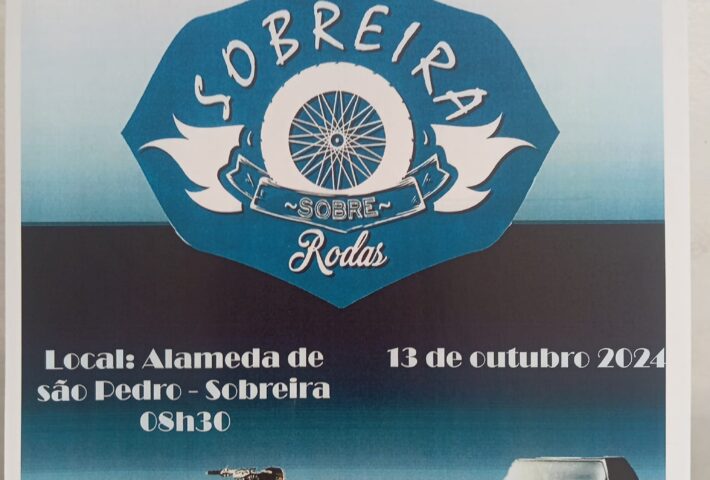 SOBREIRA
~SOBRE~
Rodas
Local: Alameda de
são Pedro - Sobreira
08h30
13 de outubro 2024